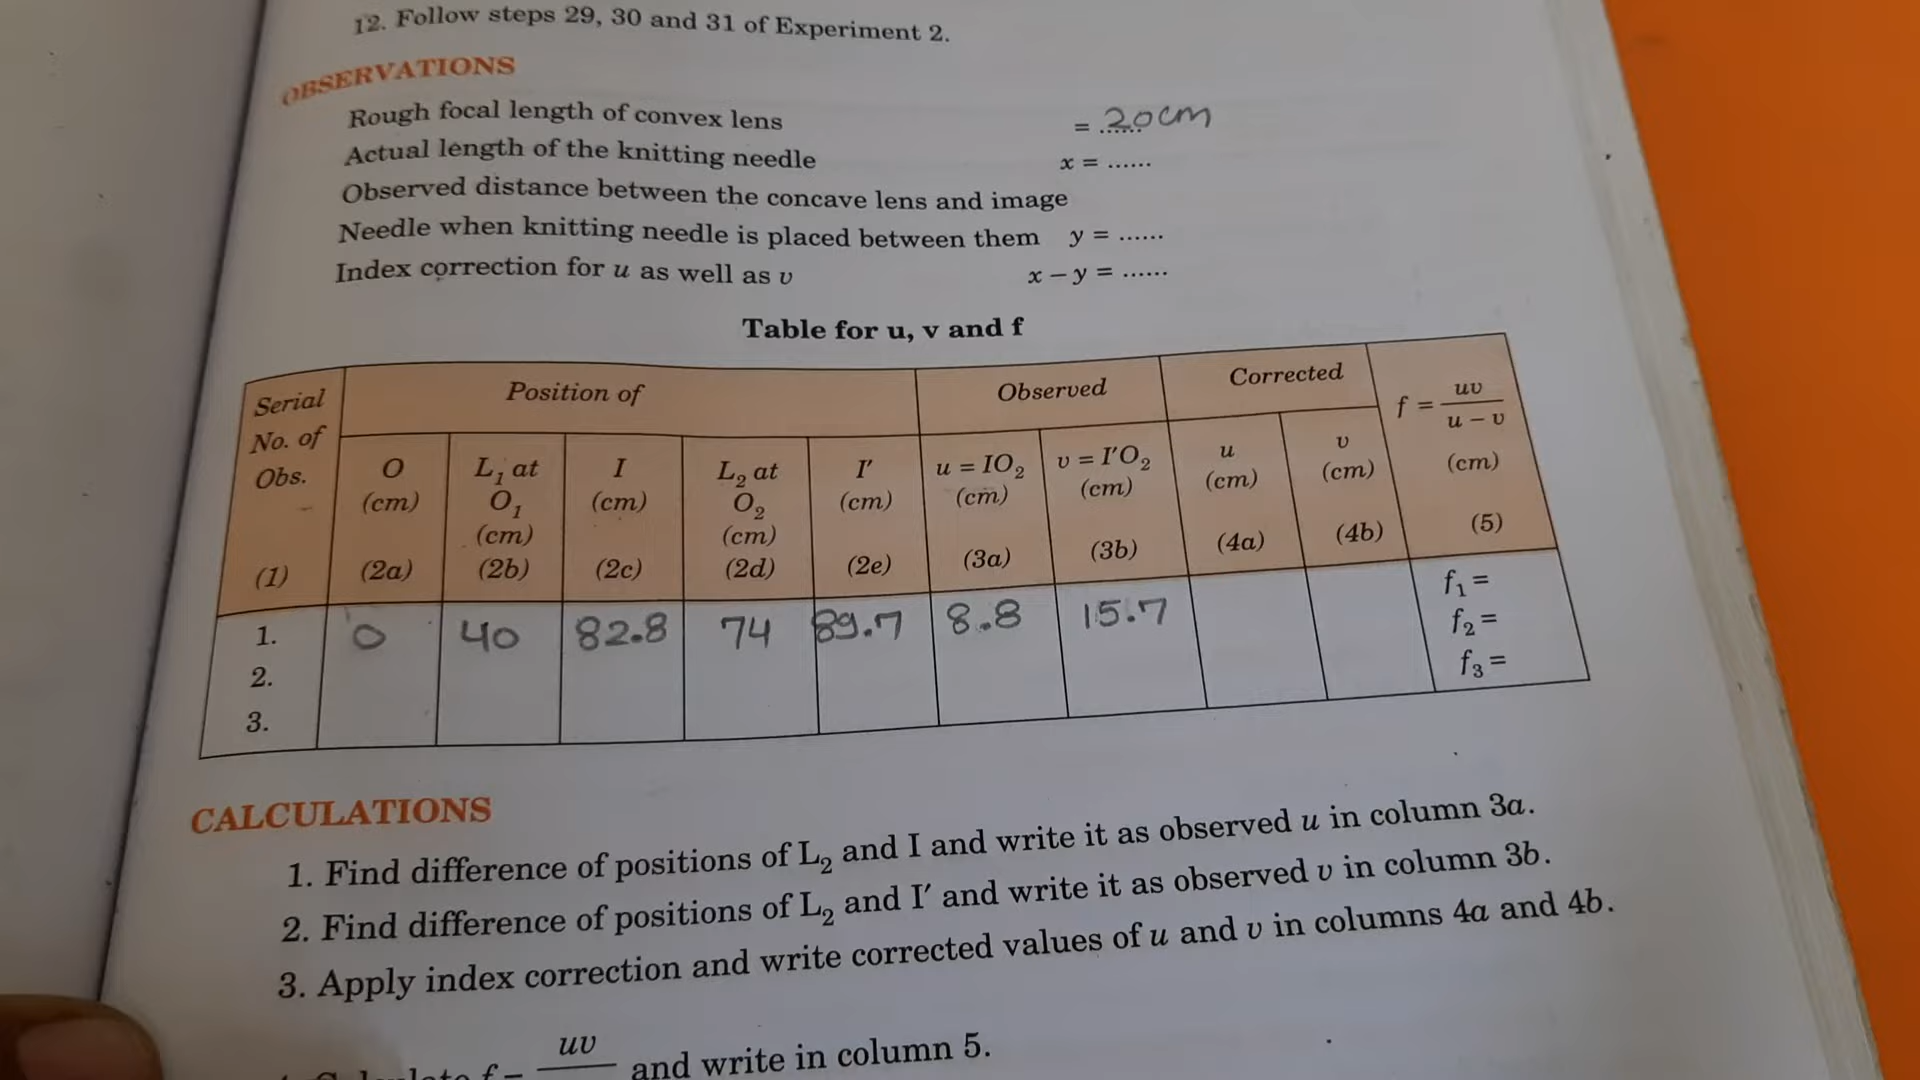 12. Follow steps 29, 30 and 31 of Experiment 2.
OBSERVATIONS
Rough focal length of convex lens = ...... 20cm
Actual length of the knitting needle x = ......
Observed distance between the concave lens and image
Needle when knitting needle is placed between them y = ......
Index correction for u as well as v x – y = ......
Table for u, v and f
Serial No. of Obs. (1)
Position of
Observed
Corrected
f = uv / u – v (cm) (5)
O (cm) (2a)
L₁ at O₁ (cm) (2b)
I (cm) (2c)
L₂ at O₂ (cm) (2d)
I′ (cm) (2e)
u = IO₂ (cm) (3a)
v = I′O₂ (cm) (3b)
u (cm) (4a)
v (cm) (4b)
1. 0 40 82.8 74 89.7 8.8 15.7 f₁ =
2. f₂ =
3. f₃ =
CALCULATIONS
1. Find difference of positions of L₂ and I and write it as observed u in column 3a.
2. Find difference of positions of L₂ and I′ and write it as observed v in column 3b.
3. Apply index correction and write corrected values of u and v in columns 4a and 4b.
f = uv and write in column 5.